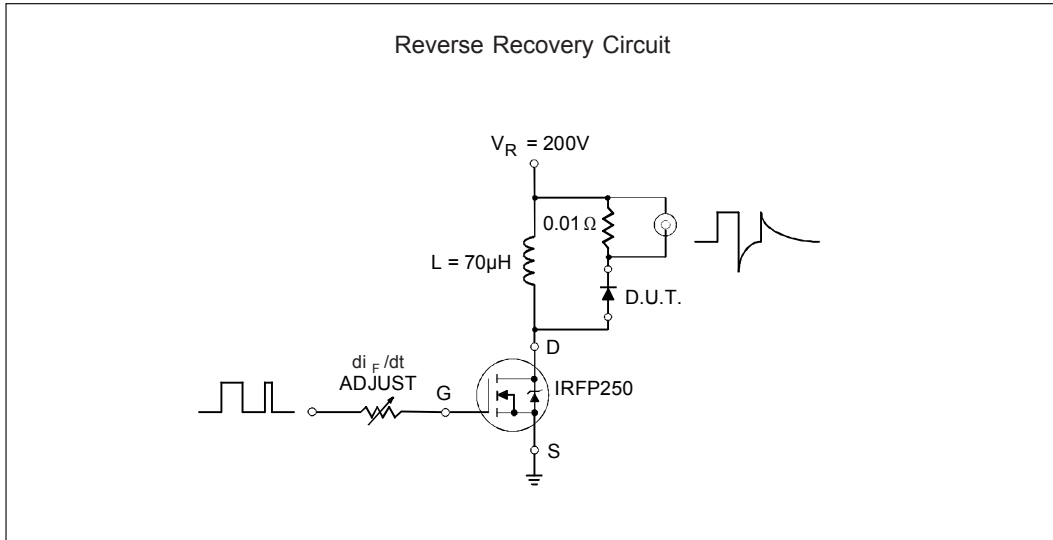 Reverse Recovery Circuit
V_R = 200V
0.01 Ω
L = 70µH
D.U.T.
D
di_F/dt
ADJUST
G
IRFP250
S